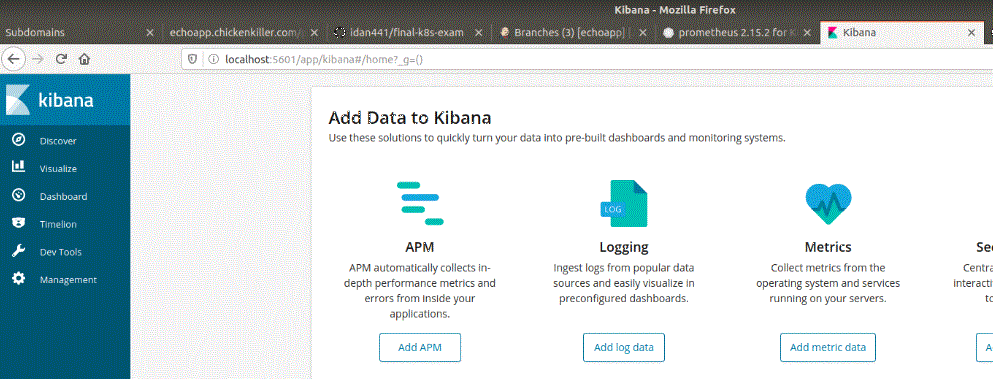 Kibana - Mozilla Firefox
Subdomains
echoapp.chickenkiller.com/
idan441/final-k8s-exam
Branches (3) [echoapp] [
prometheus 2.15.2 for K
Kibana
localhost:5601/app/kibana#/home?_g=()
kibana
Discover
Visualize
Dashboard
Timelion
Dev Tools
Management
Add Data to Kibana
Use these solutions to quickly turn your data into pre-built dashboards and monitoring systems.
APM
APM automatically collects in-
depth performance metrics and
errors from inside your
applications.
Add APM
LOG
Logging
Ingest logs from popular data
sources and easily visualize in
preconfigured dashboards.
Add log data
Metrics
Collect metrics from the
operating system and services
running on your servers.
Add metric data
Se
Centra
interactiv
to
A